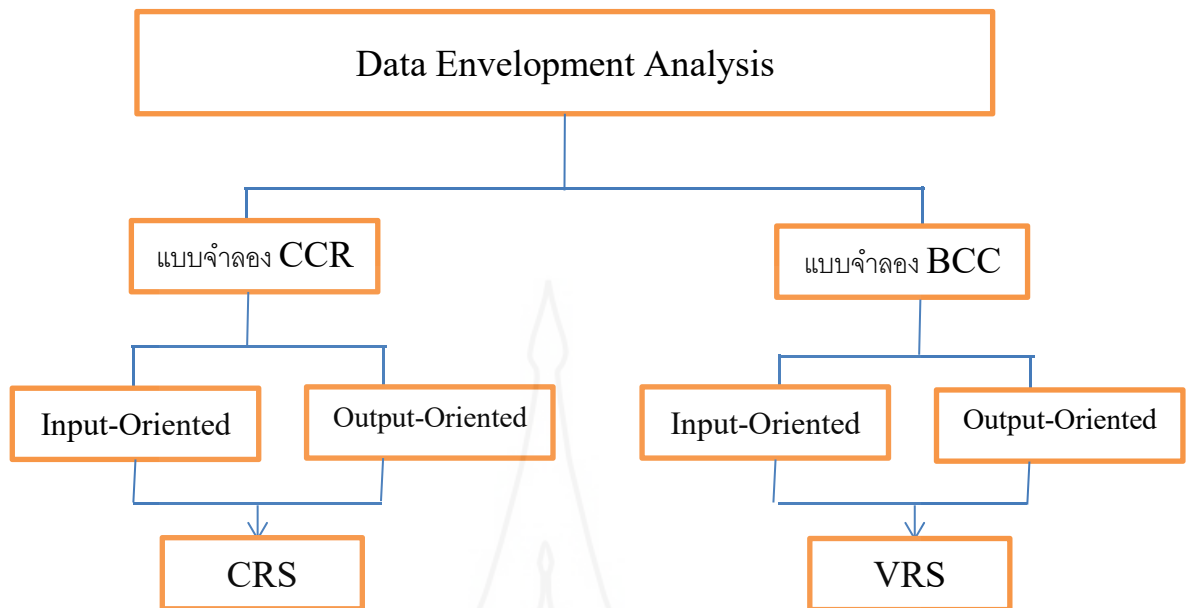 Data Envelopment Analysis
แบบจำลอง CCR
แบบจำลอง BCC
Input-Oriented
Output-Oriented
Input-Oriented
Output-Oriented
CRS
VRS